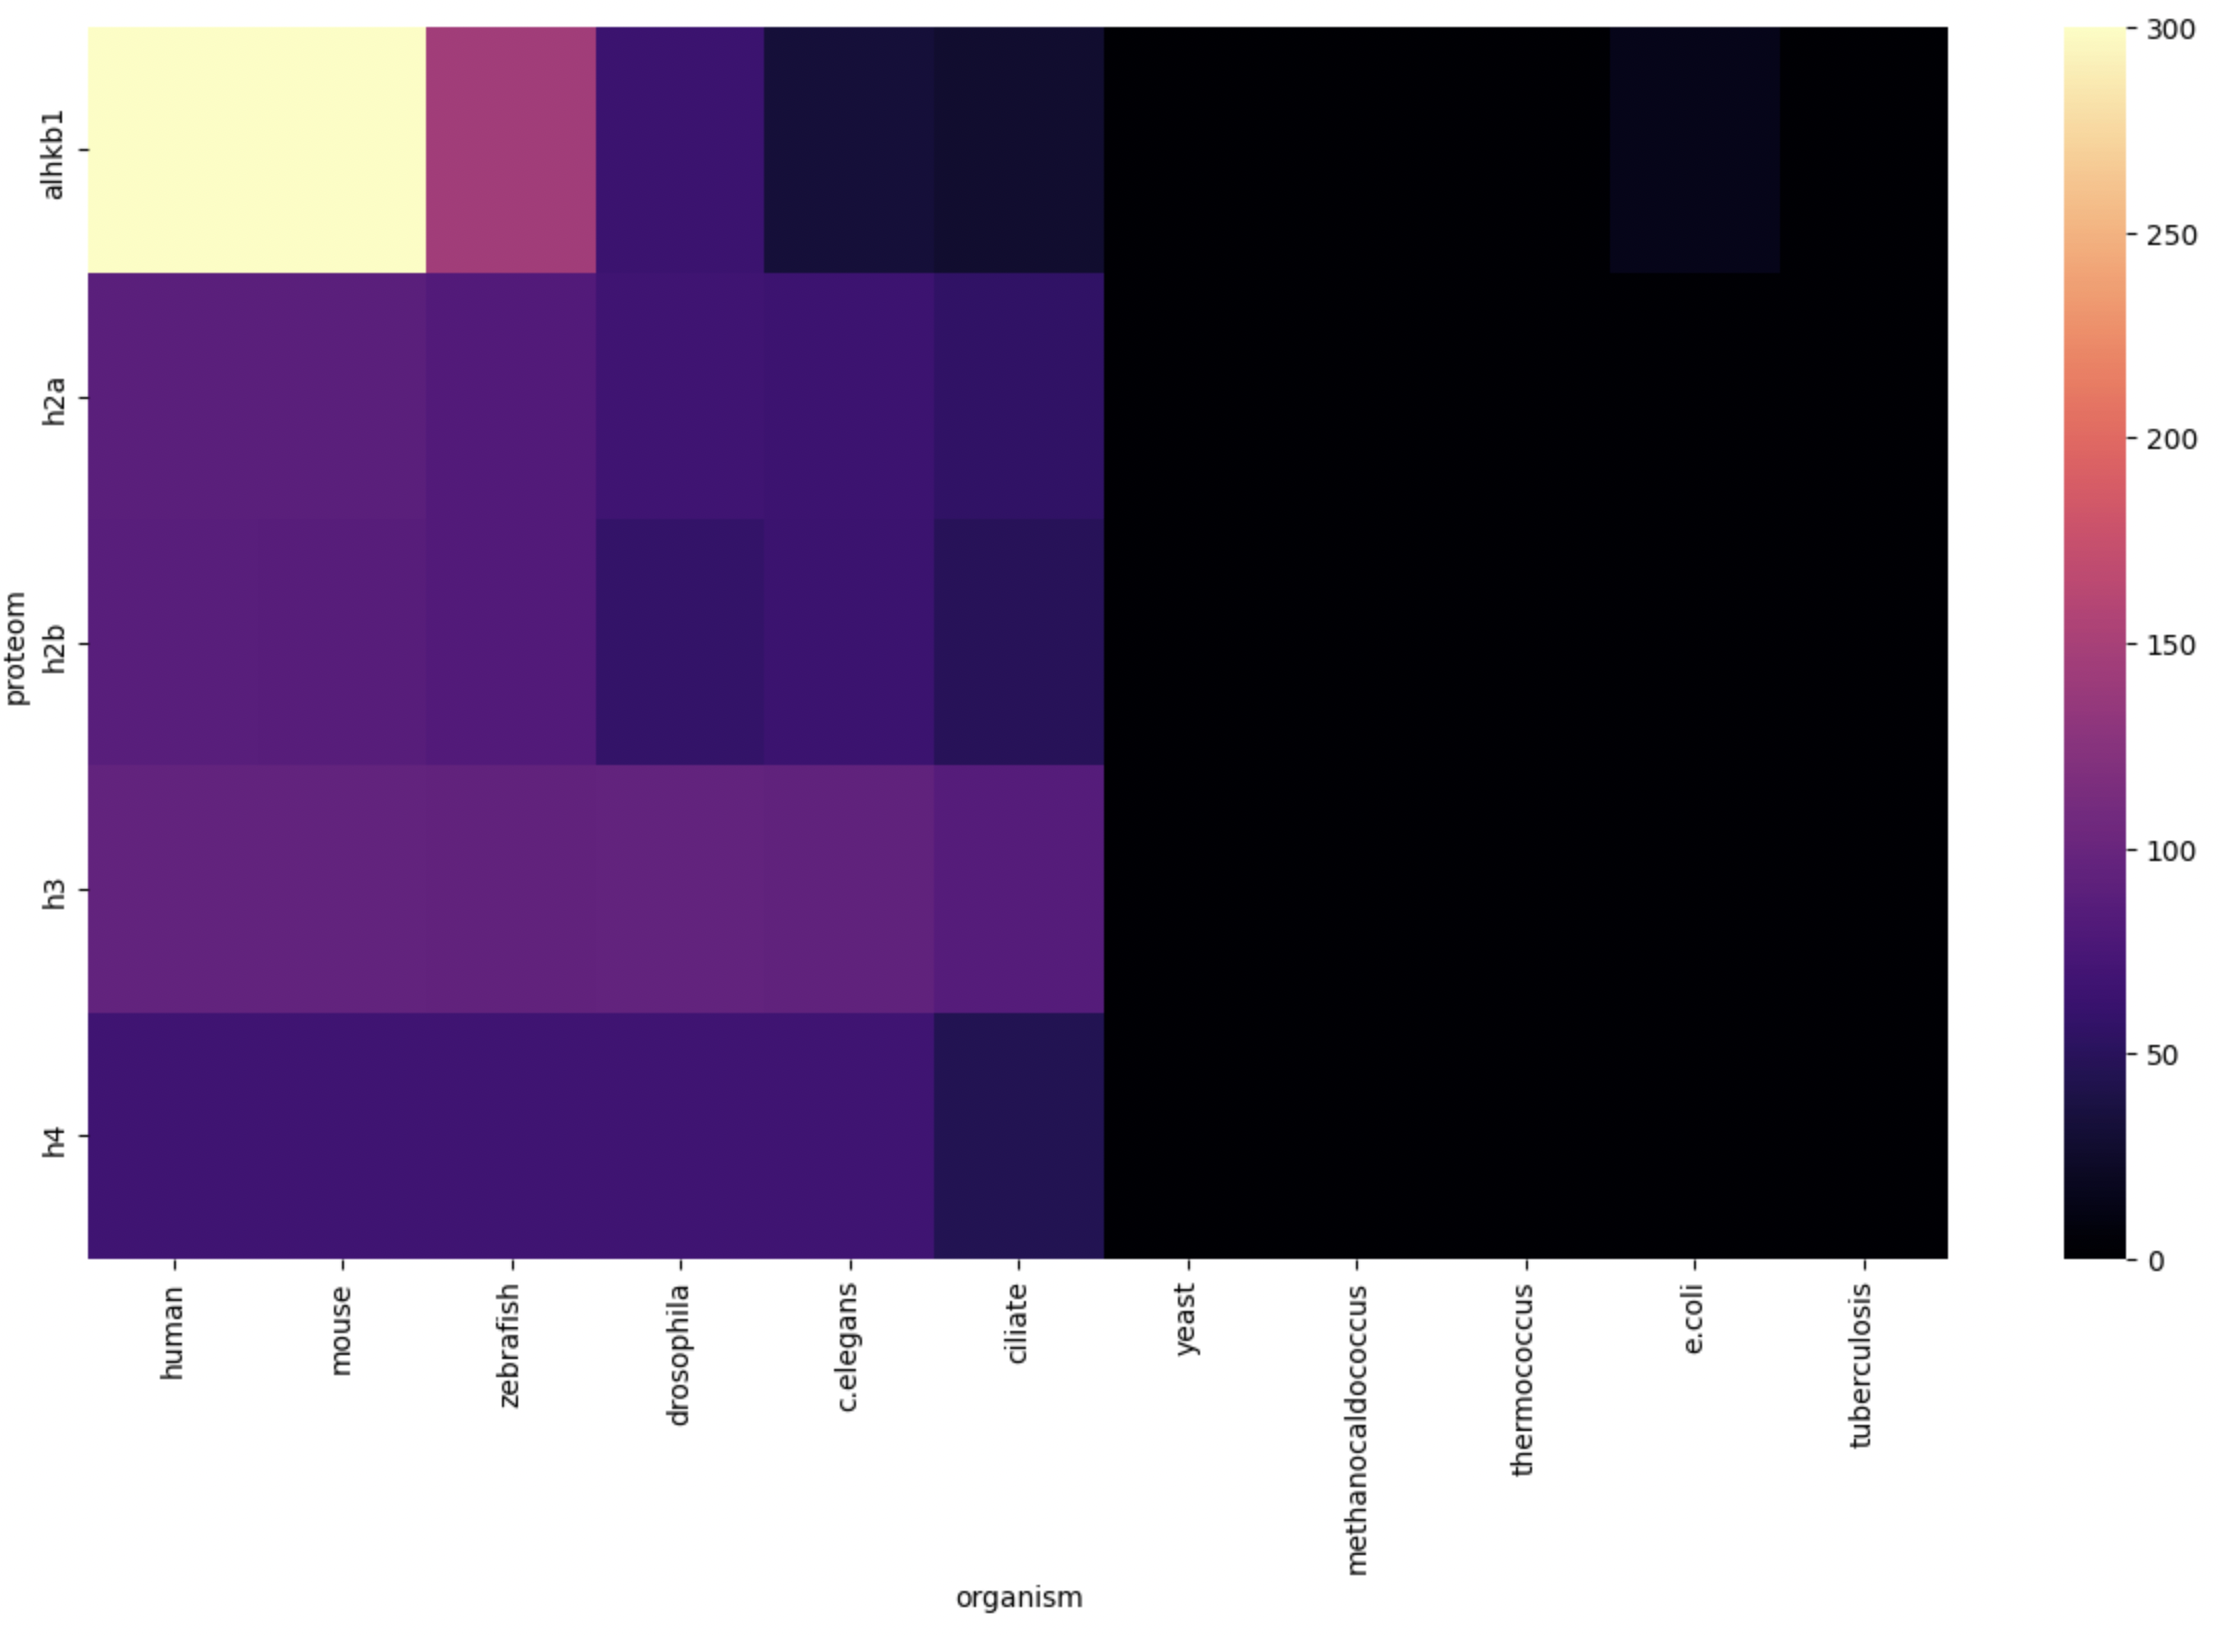 proteom
alhkb1
h2a
h2b
h3
h4
human
mouse
zebrafish
drosophila
c.elegans
ciliate
yeast
methanocaldococcus
thermococcus
e.coli
tuberculosis
organism
300
250
200
150
100
50
0